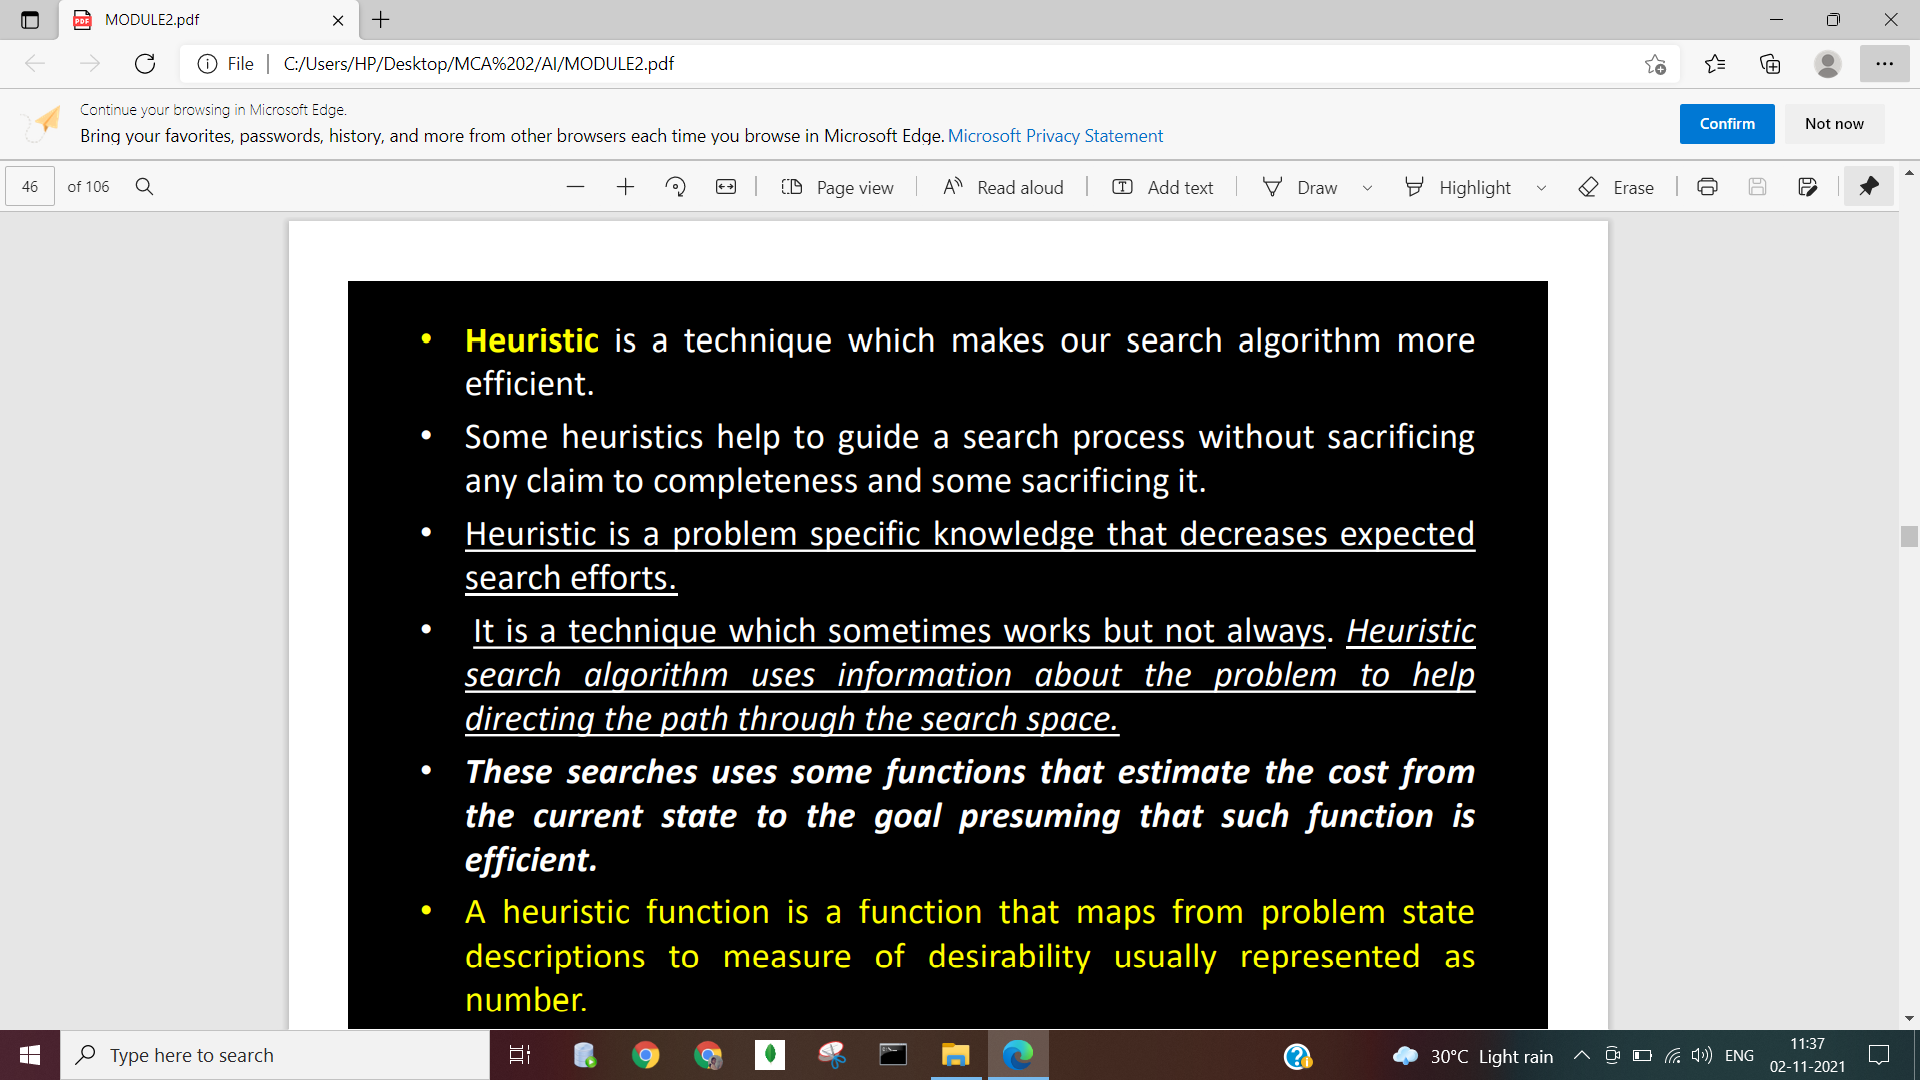 MODULE2.pdf
File
C:/Users/HP/Desktop/MCA%202/AI/MODULE2.pdf
Continue your browsing in Microsoft Edge.
Bring your favorites, passwords, history, and more from other browsers each time you browse in Microsoft Edge. Microsoft Privacy Statement
Confirm
Not now
46 of 106
Page view
Read aloud
Add text
Draw
Highlight
Erase
• Heuristic is a technique which makes our search algorithm more
efficient.
• Some heuristics help to guide a search process without sacrificing
any claim to completeness and some sacrificing it.
• Heuristic is a problem specific knowledge that decreases expected
search efforts.
• It is a technique which sometimes works but not always. Heuristic
search algorithm uses information about the problem to help
directing the path through the search space.
• These searches uses some functions that estimate the cost from
the current state to the goal presuming that such function is
efficient.
• A heuristic function is a function that maps from problem state
descriptions to measure of desirability usually represented as
number.
Type here to search
30°C Light rain
ENG
11:37
02-11-2021